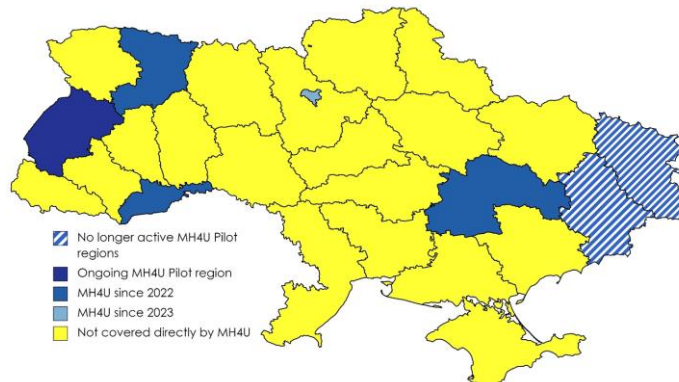 No longer active MH4U Pilot
regions
Ongoing MH4U Pilot region
MH4U since 2022
MH4U since 2023
Not covered directly by MH4U